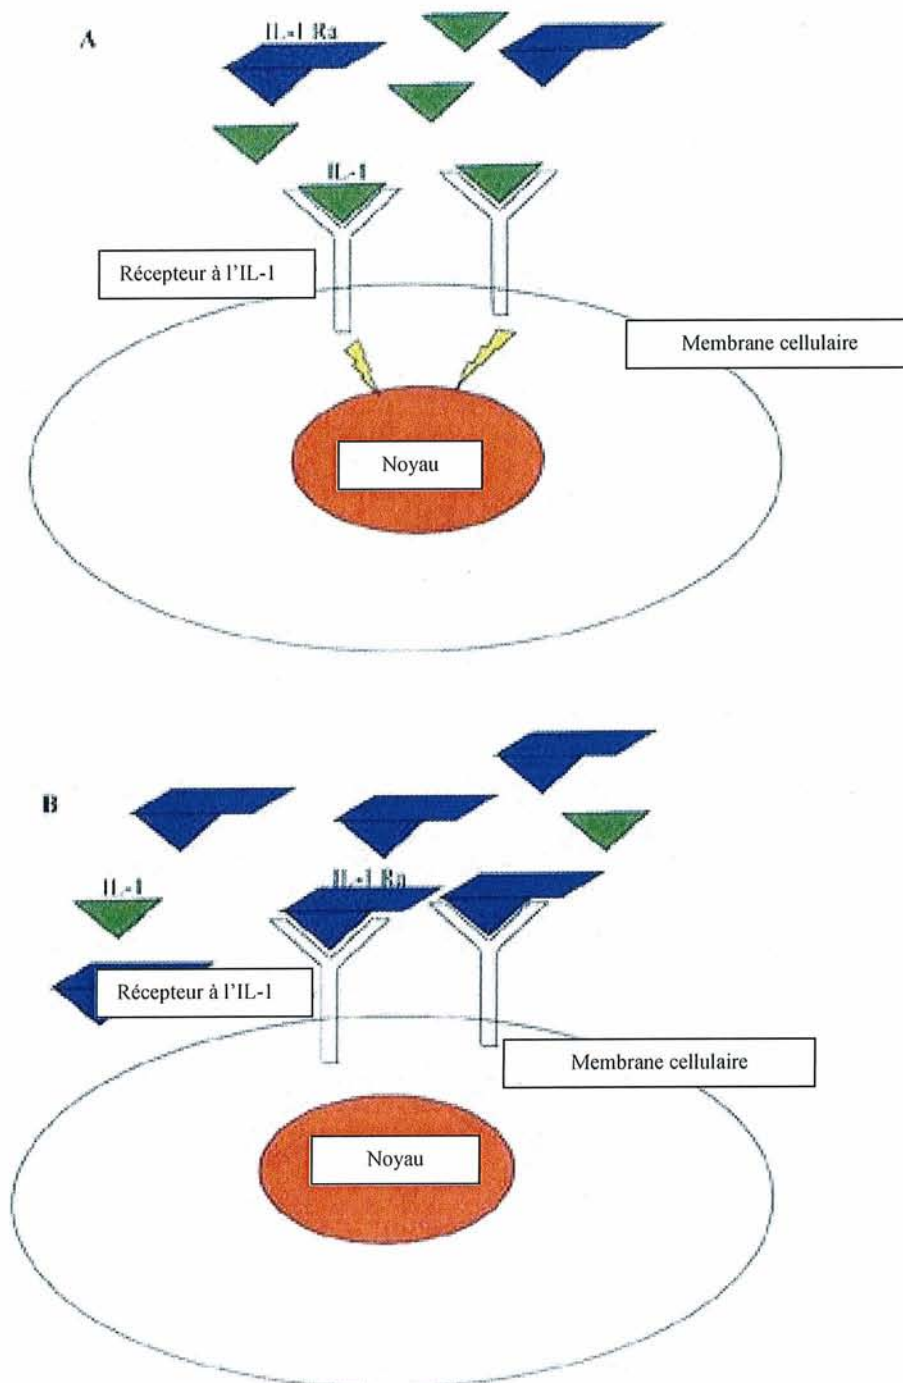 A
IL-1 Ra
IL-1
Récepteur à l'IL-1
Membrane cellulaire
Noyau
B
IL-1
IL-1 Ra
Récepteur à l'IL-1
Membrane cellulaire
Noyau